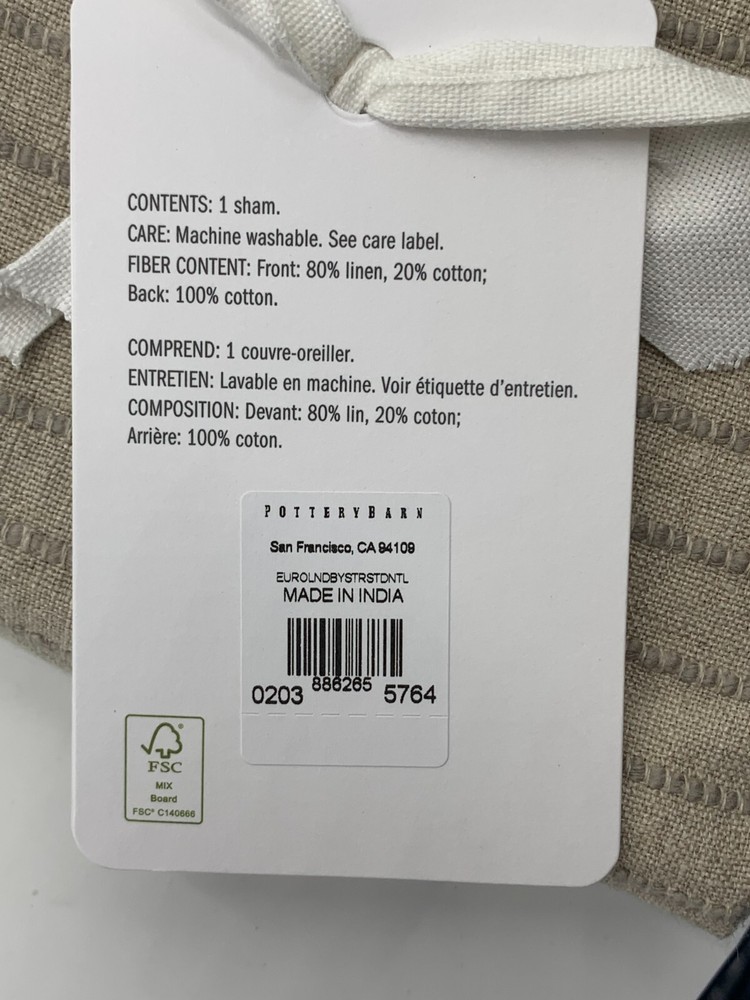 CONTENTS: 1 sham.
CARE: Machine washable. See care label.
FIBER CONTENT: Front: 80% linen, 20% cotton;
Back: 100% cotton.
COMPREND: 1 couvre-oreiller.
ENTRETIEN: Lavable en machine. Voir étiquette d'entretien.
COMPOSITION: Devant: 80% lin, 20% coton;
Arrière: 100% coton.
POTTERY BARN
San Francisco, CA 94109
EUROLNDBYSTRSTDNTL
MADE IN INDIA
886265
0203 5764
FSC
MIX
Board
FSC® C140666